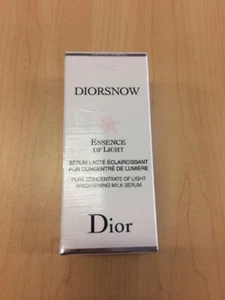 DIORSNOW
ESSENCE
OF LIGHT
SÉRUM LACTÉ ÉCLAIRCISSANT
PUR CONCENTRÉ DE LUMIÈRE
PURE CONCENTRATE OF LIGHT
BRIGHTENING MILK SERUM
Dior